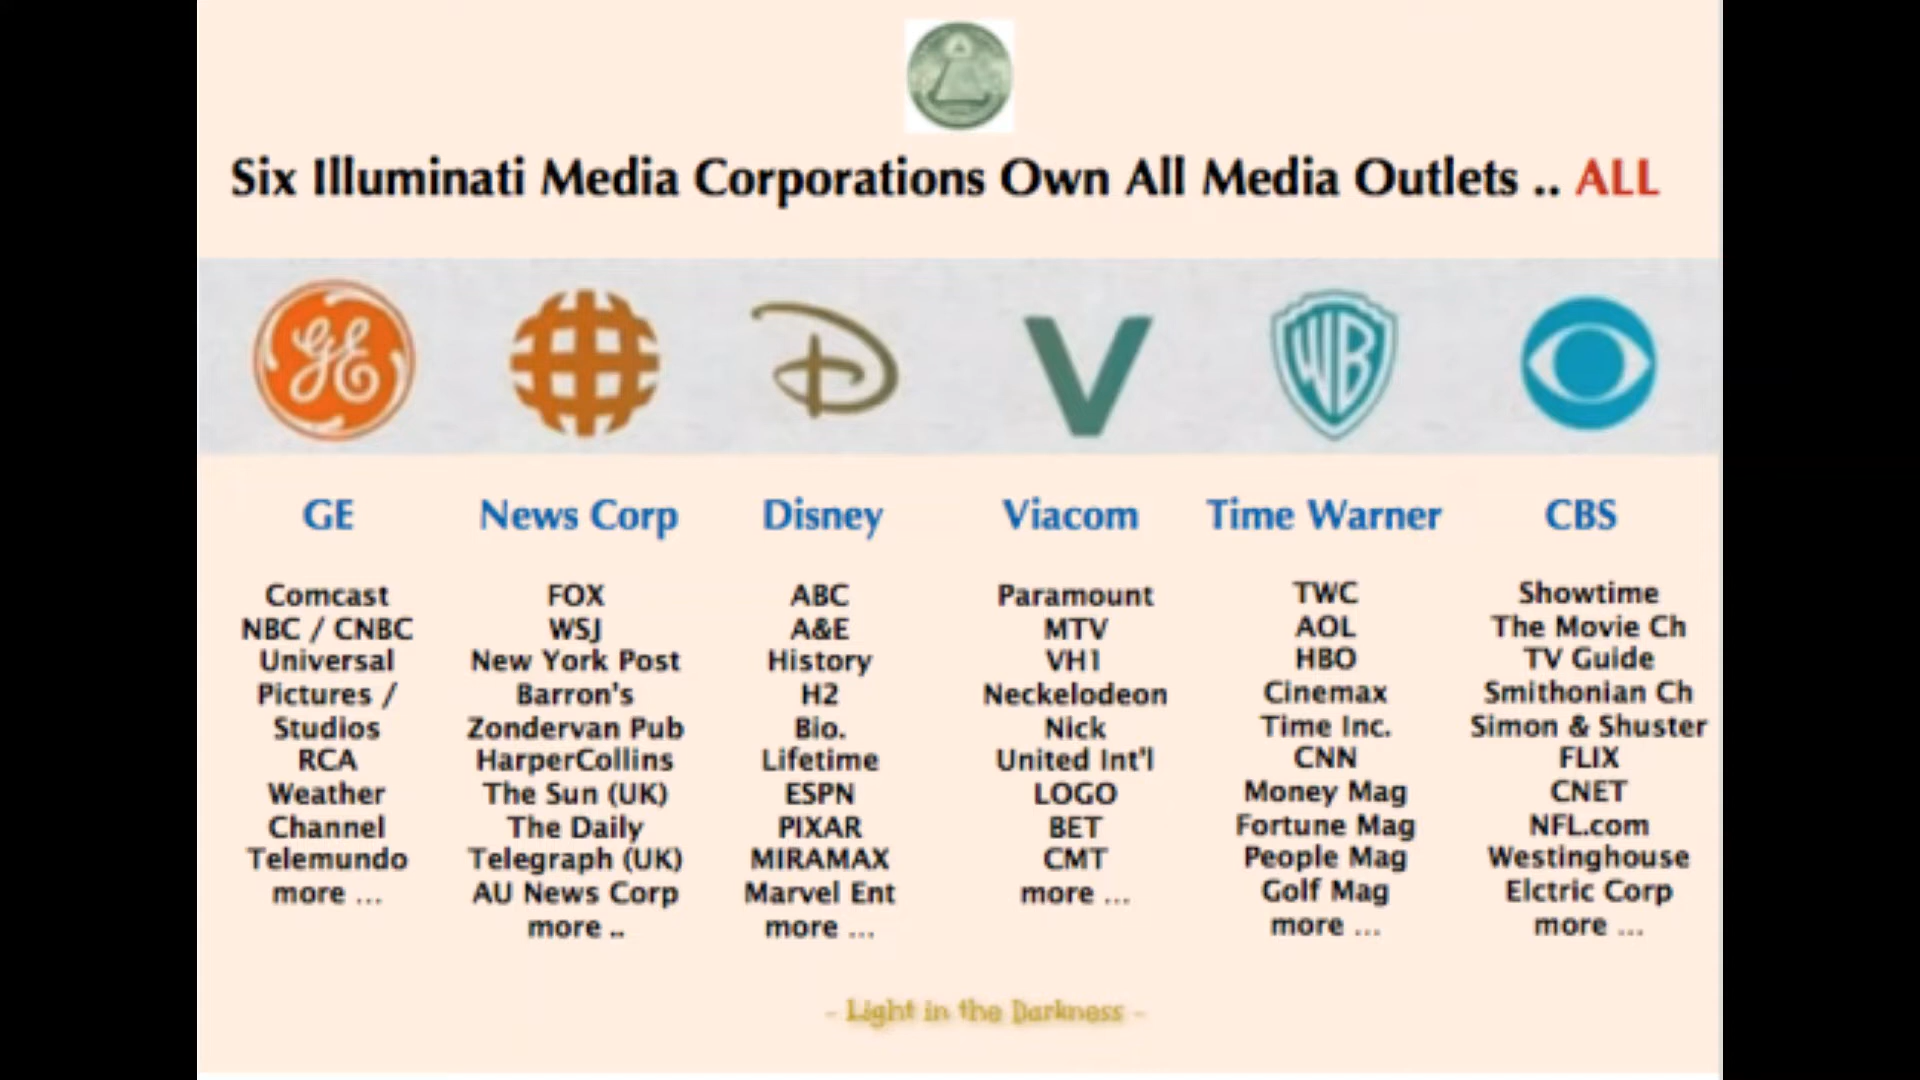 Six Illuminati Media Corporations Own All Media Outlets .. ALL
GE
WB
GE
News Corp
Disney
Viacom
Time Warner
CBS
Comcast
NBC / CNBC
Universal
Pictures /
Studios
RCA
Weather
Channel
Telemundo
more ...
FOX
WSJ
New York Post
Barron's
Zondervan Pub
HarperCollins
The Sun (UK)
The Daily
Telegraph (UK)
AU News Corp
more ..
ABC
A&E
History
H2
Bio.
Lifetime
ESPN
PIXAR
MIRAMAX
Marvel Ent
more ...
Paramount
MTV
VH1
Neckelodeon
Nick
United Int'l
LOGO
BET
CMT
more ...
TWC
AOL
HBO
Cinemax
Time Inc.
CNN
Money Mag
Fortune Mag
People Mag
Golf Mag
more ...
Showtime
The Movie Ch
TV Guide
Smithonian Ch
Simon & Shuster
FLIX
CNET
NFL.com
Westinghouse
Elctric Corp
more ...
- Light in the Darkness -